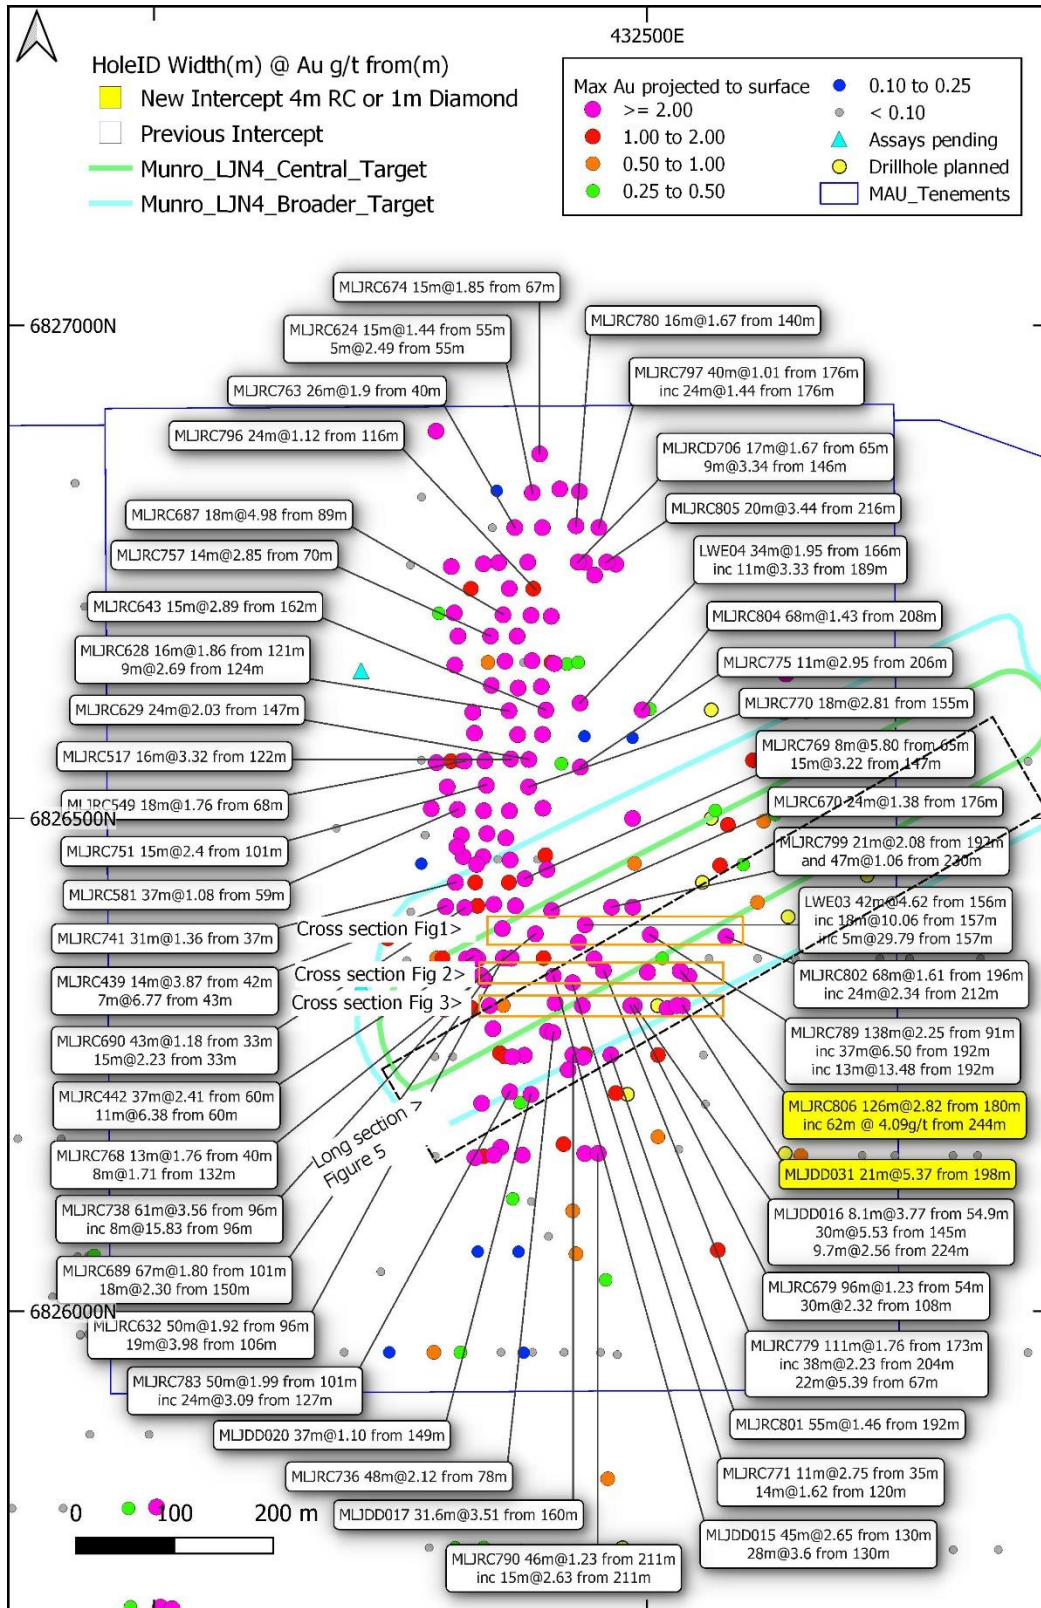 432500E
HoleID Width(m) @ Au g/t from(m)
New Intercept 4m RC or 1m Diamond
Previous Intercept
Munro_LJN4_Central_Target
Munro_LJN4_Broader_Target
Max Au projected to surface
>= 2.00
1.00 to 2.00
0.50 to 1.00
0.25 to 0.50
0.10 to 0.25
< 0.10
Assays pending
Drillhole planned
MAU_Tenements
6827000N
6826500N
6826000N
MLJRC674 15m@1.85 from 67m
MLJRC624 15m@1.44 from 55m
5m@2.49 from 55m
MLJRC763 26m@1.9 from 40m
MLJRC796 24m@1.12 from 116m
MLJRC687 18m@4.98 from 89m
MLJRC757 14m@2.85 from 70m
MLJRC643 15m@2.89 from 162m
MLJRC628 16m@1.86 from 121m
9m@2.69 from 124m
MLJRC629 24m@2.03 from 147m
MLJRC517 16m@3.32 from 122m
MLJRC549 18m@1.76 from 68m
MLJRC751 15m@2.4 from 101m
MLJRC581 37m@1.08 from 59m
MLJRC741 31m@1.36 from 37m
MLJRC439 14m@3.87 from 42m
7m@6.77 from 43m
MLJRC690 43m@1.18 from 33m
15m@2.23 from 33m
MLJRC442 37m@2.41 from 60m
11m@6.38 from 60m
MLJRC768 13m@1.76 from 40m
8m@1.71 from 132m
MLJRC738 61m@3.56 from 96m
inc 8m@15.83 from 96m
MLJRC689 67m@1.80 from 101m
18m@2.30 from 150m
MLJRC632 50m@1.92 from 96m
19m@3.98 from 106m
MLJRC783 50m@1.99 from 101m
inc 24m@3.09 from 127m
MLJDD020 37m@1.10 from 149m
MLJRC736 48m@2.12 from 78m
MLJDD017 31.6m@3.51 from 160m
MLJRC790 46m@1.23 from 211m
inc 15m@2.63 from 211m
MLJRC780 16m@1.67 from 140m
MLJRC797 40m@1.01 from 176m
inc 24m@1.44 from 176m
MLJRCD706 17m@1.67 from 65m
9m@3.34 from 146m
MLJRC805 20m@3.44 from 216m
LWE04 34m@1.95 from 166m
inc 11m@3.33 from 189m
MLJRC804 68m@1.43 from 208m
MLJRC775 11m@2.95 from 206m
MLJRC770 18m@2.81 from 155m
MLJRC769 8m@5.80 from 65m
15m@3.22 from 147m
MLJRC670 24m@1.38 from 176m
MLJRC799 21m@2.08 from 192m
and 47m@1.06 from 230m
LWE03 42m@4.62 from 156m
inc 18m@10.06 from 157m
inc 5m@29.79 from 157m
MLJRC802 68m@1.61 from 196m
inc 24m@2.34 from 212m
MLJRC789 138m@2.25 from 91m
inc 37m@6.50 from 192m
inc 13m@13.48 from 192m
MLJRC806 126m@2.82 from 180m
inc 62m @ 4.09g/t from 244m
MLJDD031 21m@5.37 from 198m
MLJDD016 8.1m@3.77 from 54.9m
30m@5.53 from 145m
9.7m@2.56 from 224m
MLJRC679 96m@1.23 from 54m
30m@2.32 from 108m
MLJRC779 111m@1.76 from 173m
inc 38m@2.23 from 204m
22m@5.39 from 67m
MLJRC801 55m@1.46 from 192m
MLJRC771 11m@2.75 from 35m
14m@1.62 from 120m
MLJDD015 45m@2.65 from 130m
28m@3.6 from 130m
Cross section Fig1>
Cross section Fig 2>
Cross section Fig 3>
Long section >
Figure 5
0 100 200 m